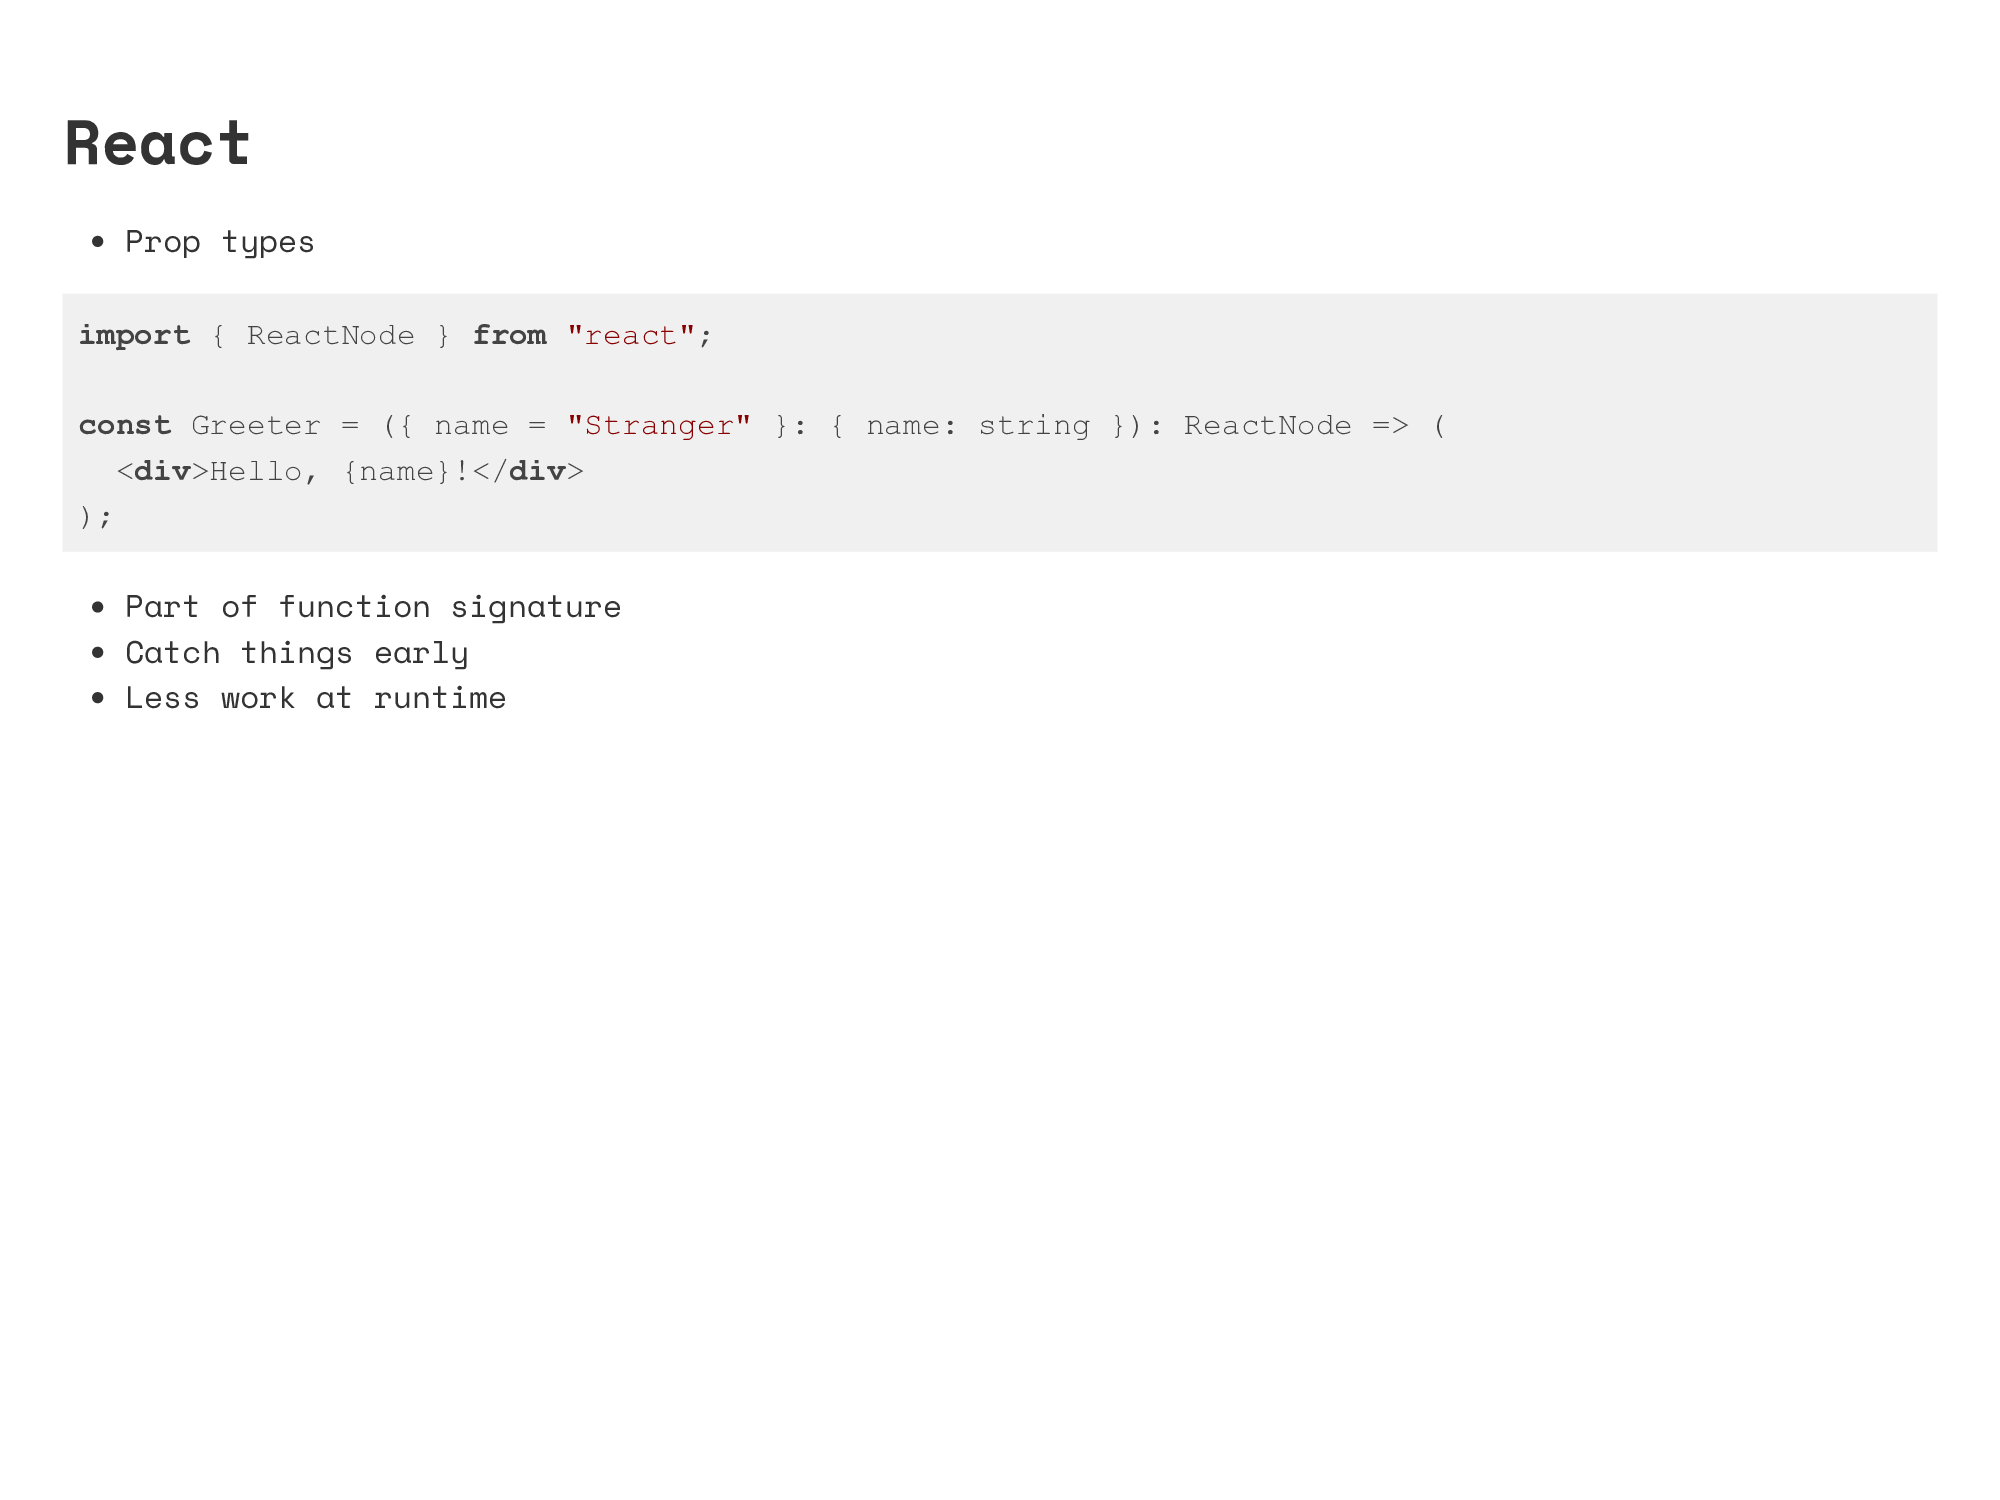 React
• Prop types
import { ReactNode } from "react";
const Greeter = ({ name = "Stranger" }: { name: string }): ReactNode => (
  <div>Hello, {name}!</div>
);
• Part of function signature
• Catch things early
• Less work at runtime